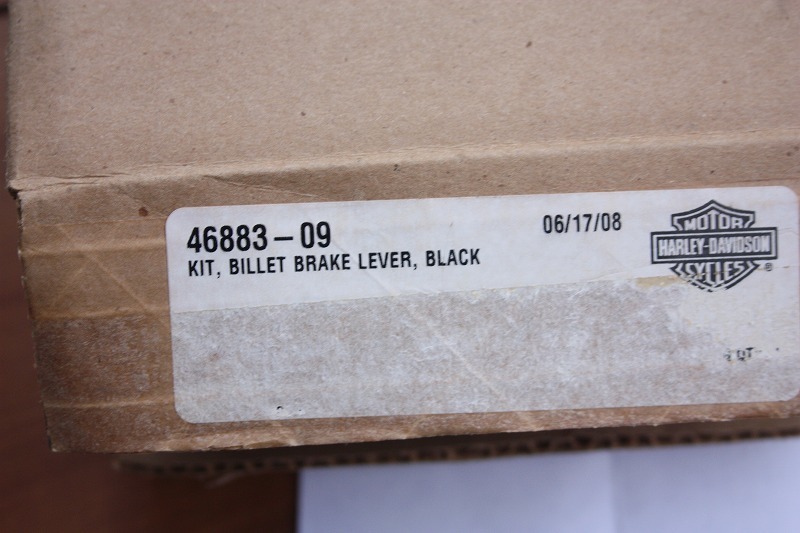 46883-09
KIT, BILLET BRAKE LEVER, BLACK
06/17/08
MOTOR
HARLEY-DAVIDSON
CYCLES
®